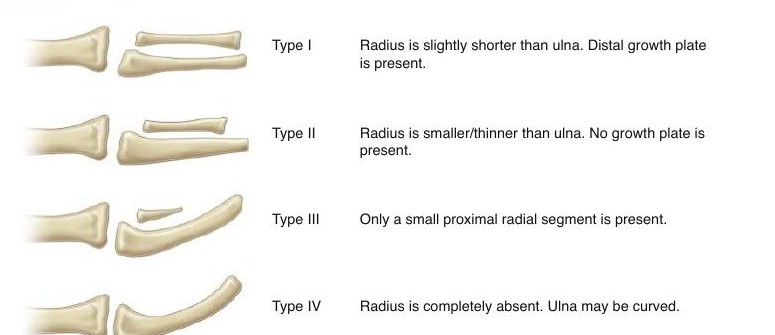 Type I
Radius is slightly shorter than ulna. Distal growth plate
is present.
Type II
Radius is smaller/thinner than ulna. No growth plate is
present.
Type III
Only a small proximal radial segment is present.
Type IV
Radius is completely absent. Ulna may be curved.